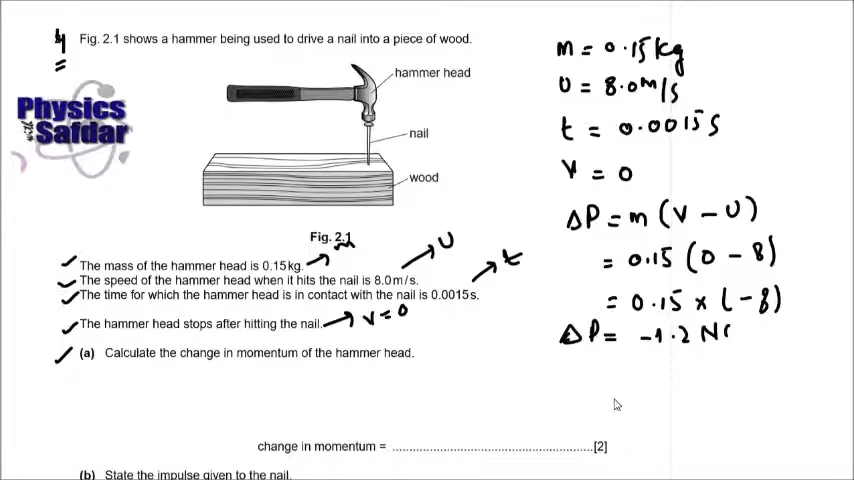 4
Fig. 2.1 shows a hammer being used to drive a nail into a piece of wood.
Physics
Safdar
hammer head
nail
wood
Fig. 2.1
The mass of the hammer head is 0.15 kg.
The speed of the hammer head when it hits the nail is 8.0 m/s. → U
The time for which the hammer head is in contact with the nail is 0.0015 s. → t
The hammer head stops after hitting the nail. → v = 0
(a) Calculate the change in momentum of the hammer head.
change in momentum = ............................................................ [2]
(b) State the impulse given to the nail.
m = 0.15 kg
U = 8.0 m/s
t = 0.0015 s
v = 0
ΔP = m (v – U)
= 0.15 (0 – 8)
= 0.15 × (-8)
ΔP = -1.2 N